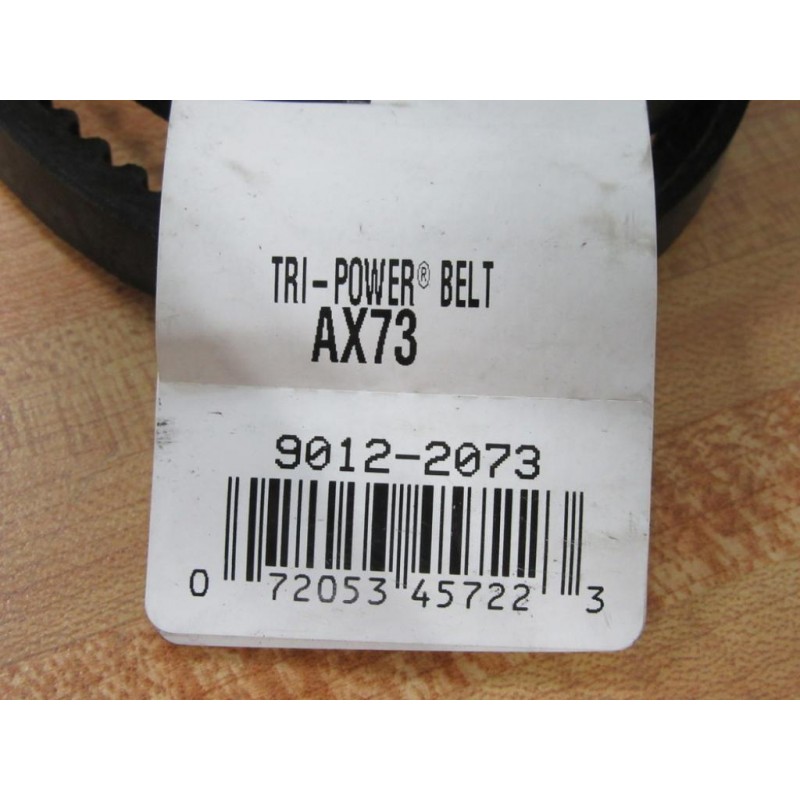 TRI-POWER® BELT
AX73
9012-2073
0 72053 45722 3